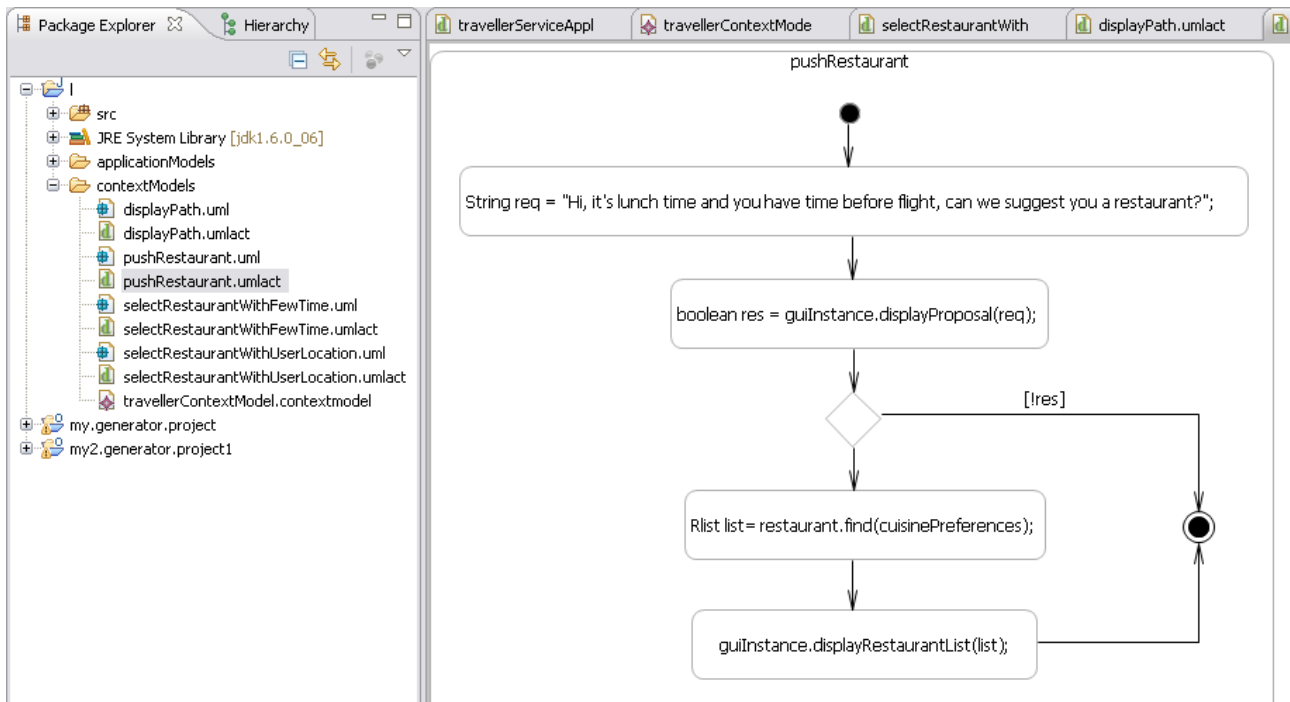 Package Explorer
Hierarchy
l
src
JRE System Library [jdk1.6.0_06]
applicationModels
contextModels
displayPath.uml
displayPath.umlact
pushRestaurant.uml
pushRestaurant.umlact
selectRestaurantWithFewTime.uml
selectRestaurantWithFewTime.umlact
selectRestaurantWithUserLocation.uml
selectRestaurantWithUserLocation.umlact
travellerContextModel.contextmodel
my.generator.project
my2.generator.project1
travellerServiceAppl
travellerContextMode
selectRestaurantWith
displayPath.umlact
pushRestaurant
String req = "Hi, it's lunch time and you have time before flight, can we suggest you a restaurant?";
boolean res = guiInstance.displayProposal(req);
[!res]
Rlist list= restaurant.find(cuisinePreferences);
guiInstance.displayRestaurantList(list);